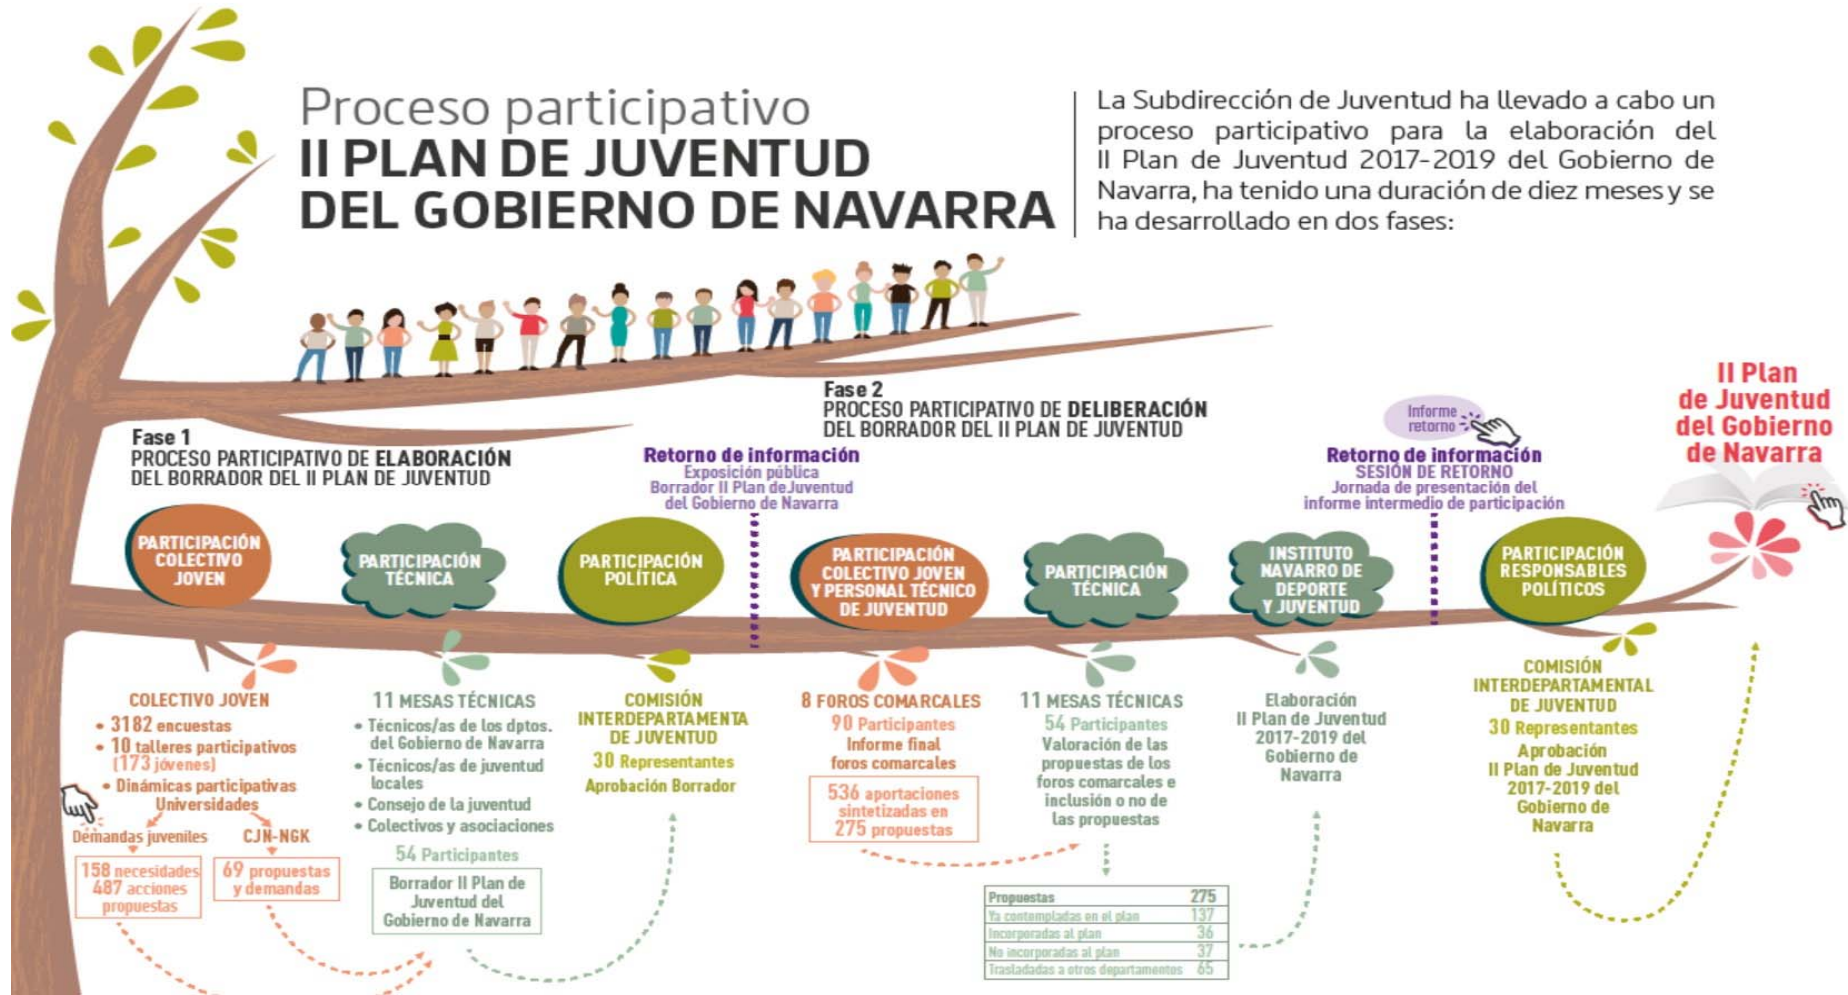 Proceso participativo
II PLAN DE JUVENTUD
DEL GOBIERNO DE NAVARRA
La Subdirección de Juventud ha llevado a cabo un
proceso participativo para la elaboración del
II Plan de Juventud 2017-2019 del Gobierno de
Navarra, ha tenido una duración de diez meses y se
ha desarrollado en dos fases:
Fase 1
PROCESO PARTICIPATIVO DE ELABORACIÓN
DEL BORRADOR DEL II PLAN DE JUVENTUD
Retorno de información
Exposición pública
Borrador II Plan deJuventud
del Gobierno de Navarra
Fase 2
PROCESO PARTICIPATIVO DE DELIBERACIÓN
DEL BORRADOR DEL II PLAN DE JUVENTUD
Informe
retorno
Retorno de información
SESIÓN DE RETORNO
Jornada de presentación del
informe intermedio de participación
II Plan
de Juventud
del Gobierno
de Navarra
PARTICIPACIÓN
COLECTIVO
JOVEN
PARTICIPACIÓN
TÉCNICA
PARTICIPACIÓN
POLÍTICA
PARTICIPACIÓN
COLECTIVO JOVEN
Y PERSONAL TÉCNICO
DE JUVENTUD
PARTICIPACIÓN
TÉCNICA
INSTITUTO
NAVARRO DE
DEPORTE
Y JUVENTUD
PARTICIPACIÓN
RESPONSABLES
POLÍTICOS
COLECTIVO JOVEN
• 3182 encuestas
• 10 talleres participativos
(173 jóvenes)
• Dinámicas participativas
Universidades
Demandas juveniles
CJN-NGK
158 necesidades
487 acciones
propuestas
69 propuestas
y demandas
11 MESAS TÉCNICAS
• Técnicos/as de los dptos.
del Gobierno de Navarra
• Técnicos/as de juventud
locales
• Consejo de la juventud
• Colectivos y asociaciones
54 Participantes
Borrador II Plan de
Juventud del
Gobierno de Navarra
COMISIÓN
INTERDEPARTAMENTA
DE JUVENTUD
30 Representantes
Aprobación Borrador
8 FOROS COMARCALES
90 Participantes
Informe final
foros comarcales
536 aportaciones
sintetizadas en
275 propuestas
11 MESAS TÉCNICAS
54 Participantes
Valoración de las
propuestas de los
foros comarcales e
inclusión o no de
las propuestas
Propuestas 275
Ya contempladas en el plan 137
Incorporadas al plan 36
No incorporadas al plan 37
Trasladadas a otros departamentos 65
Elaboración
II Plan de Juventud
2017-2019 del
Gobierno de
Navarra
COMISIÓN
INTERDEPARTAMENTAL
DE JUVENTUD
30 Representantes
Aprobación
II Plan de Juventud
2017-2019 del
Gobierno de
Navarra